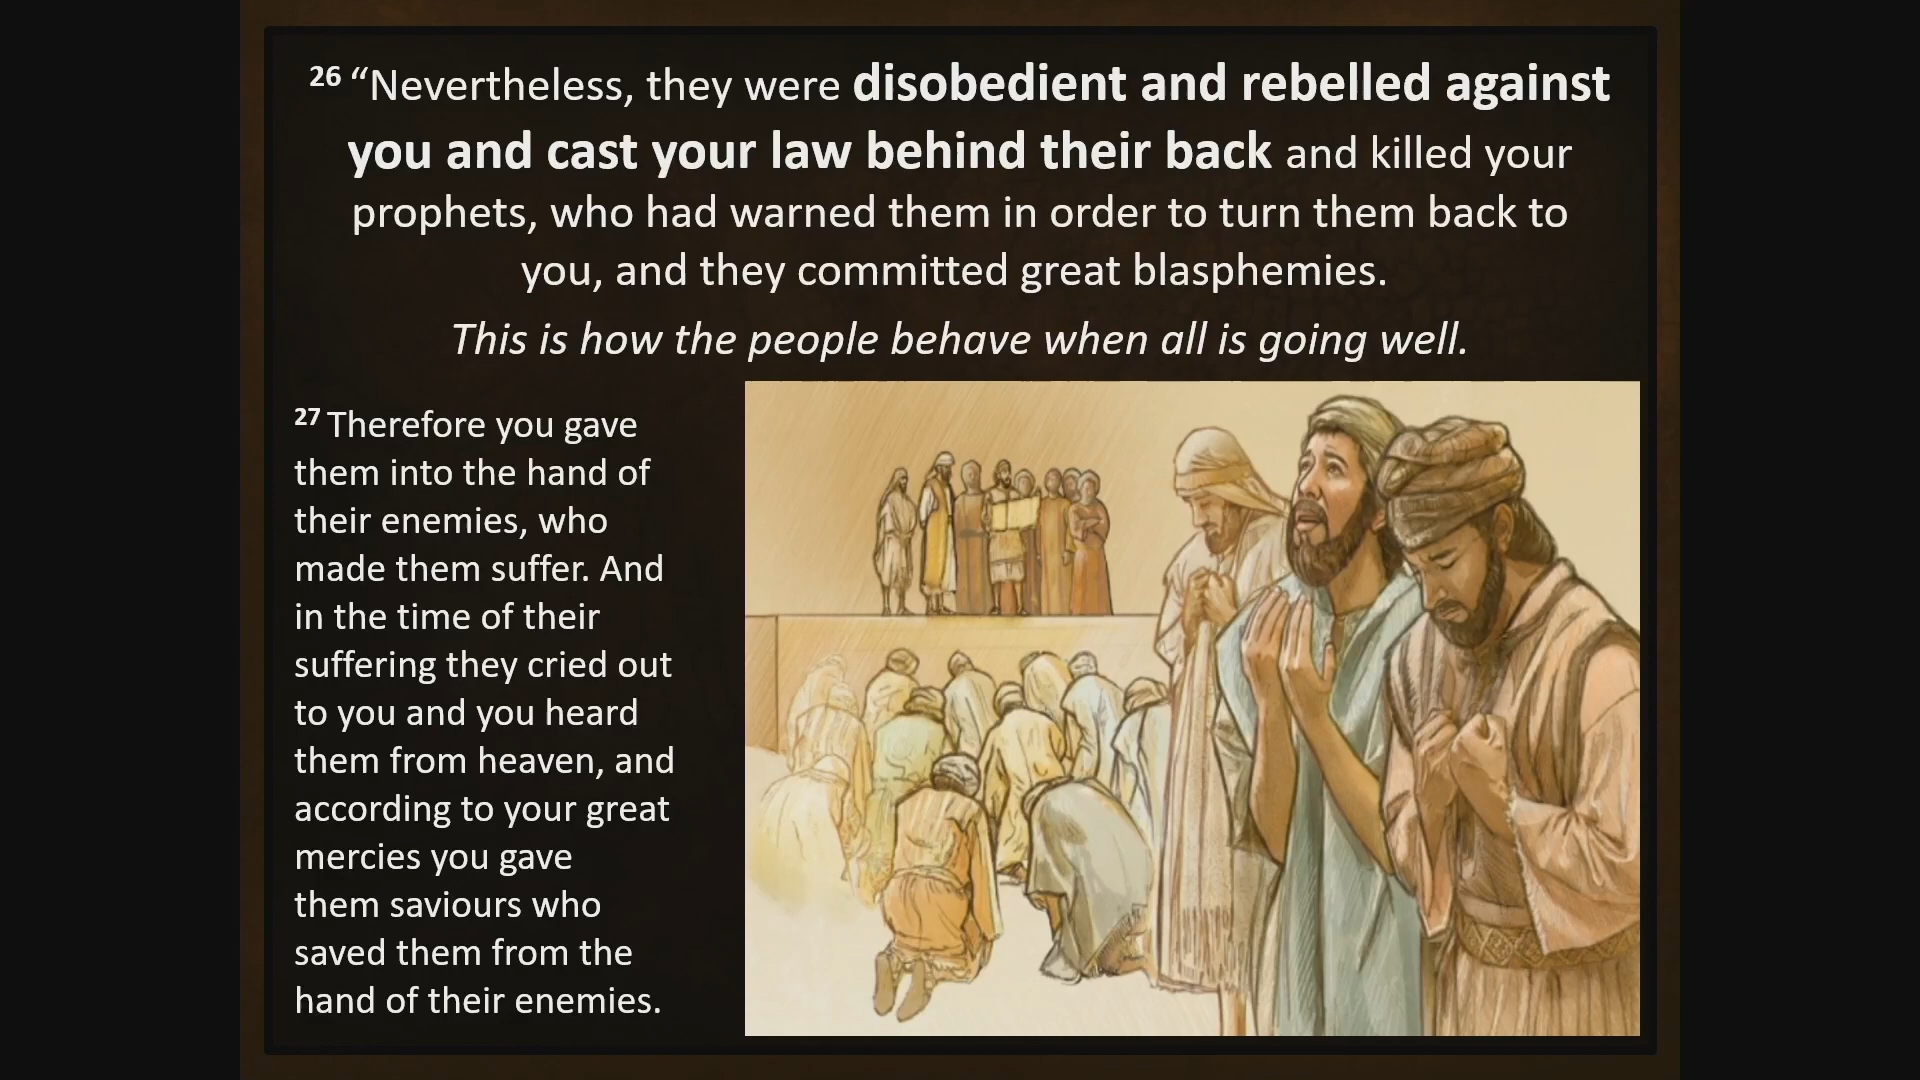 26 “Nevertheless, they were disobedient and rebelled against
you and cast your law behind their back and killed your
prophets, who had warned them in order to turn them back to
you, and they committed great blasphemies.
This is how the people behave when all is going well.
27 Therefore you gave
them into the hand of
their enemies, who
made them suffer. And
in the time of their
suffering they cried out
to you and you heard
them from heaven, and
according to your great
mercies you gave
them saviours who
saved them from the
hand of their enemies.